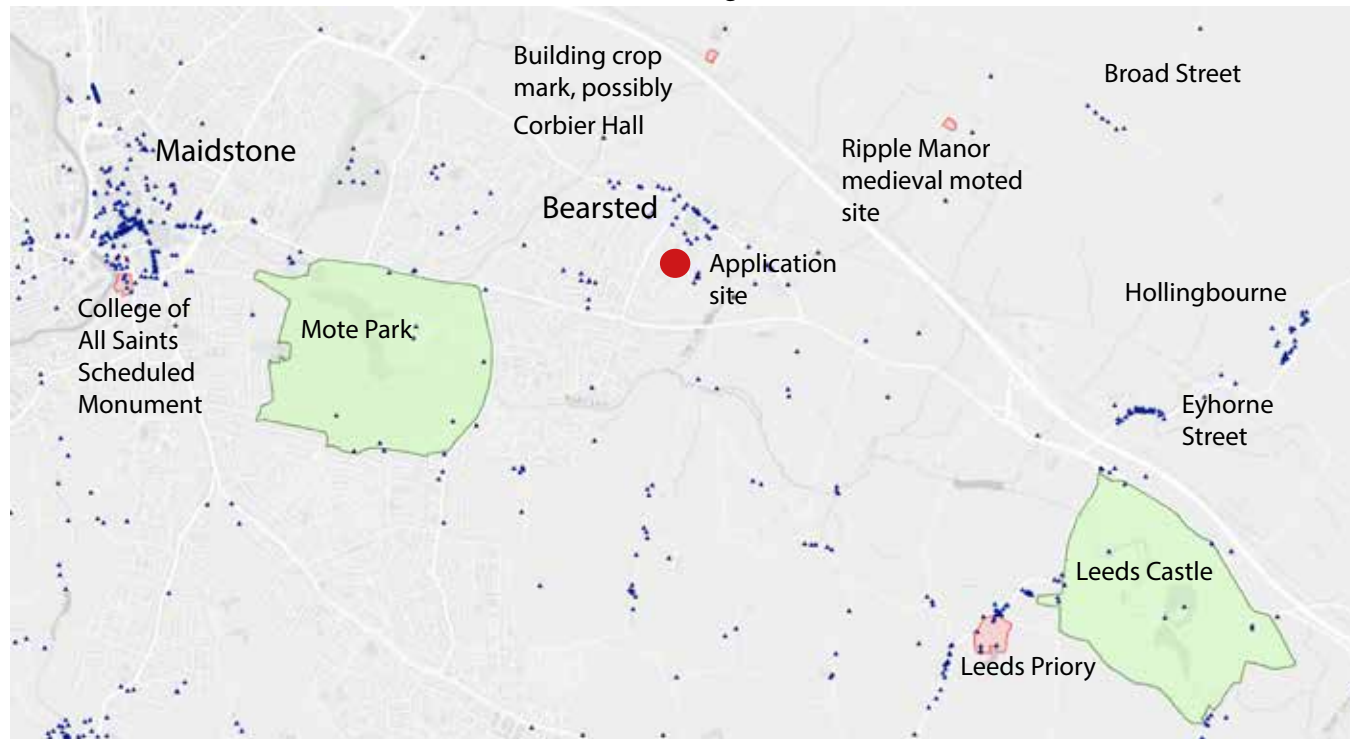 Building crop
mark, possibly
Corbier Hall
Broad Street
Maidstone
Ripple Manor
medieval moted
site
Bearsted
Application
site
Hollingbourne
College of
All Saints
Scheduled
Monument
Mote Park
Eyhorne
Street
Leeds Castle
Leeds Priory